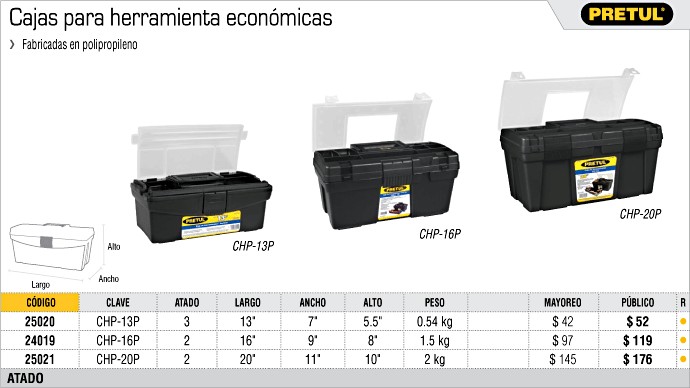 Cajas para herramienta económicas
PRETUL®
› Fabricadas en polipropileno
PRETUL
CHP-13P
PRETUL
CHP-16P
PRETUL
CHP-20P
Alto
Ancho
Largo
CÓDIGO CLAVE ATADO LARGO ANCHO ALTO PESO MAYOREO PÚBLICO R
25020 CHP-13P 3 13" 7" 5.5" 0.54 kg $ 42 $ 52 •
24019 CHP-16P 2 16" 9" 8" 1.5 kg $ 97 $ 119 •
25021 CHP-20P 2 20" 11" 10" 2 kg $ 145 $ 176 •
ATADO